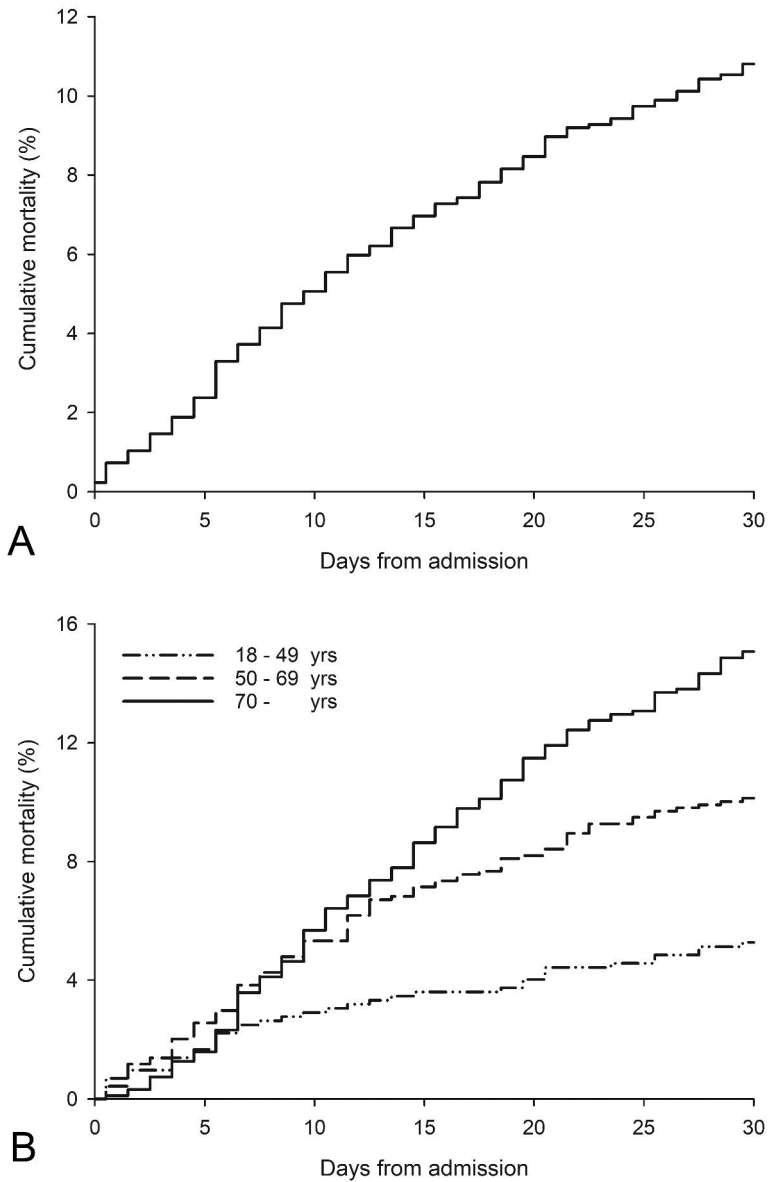 12
10
8
6
4
2
0
Cumulative mortality (%)
0 5 10 15 20 25 30
Days from admission
A
16
12
8
4
0
Cumulative mortality (%)
18 - 49 yrs
50 - 69 yrs
70 - yrs
0 5 10 15 20 25 30
Days from admission
B